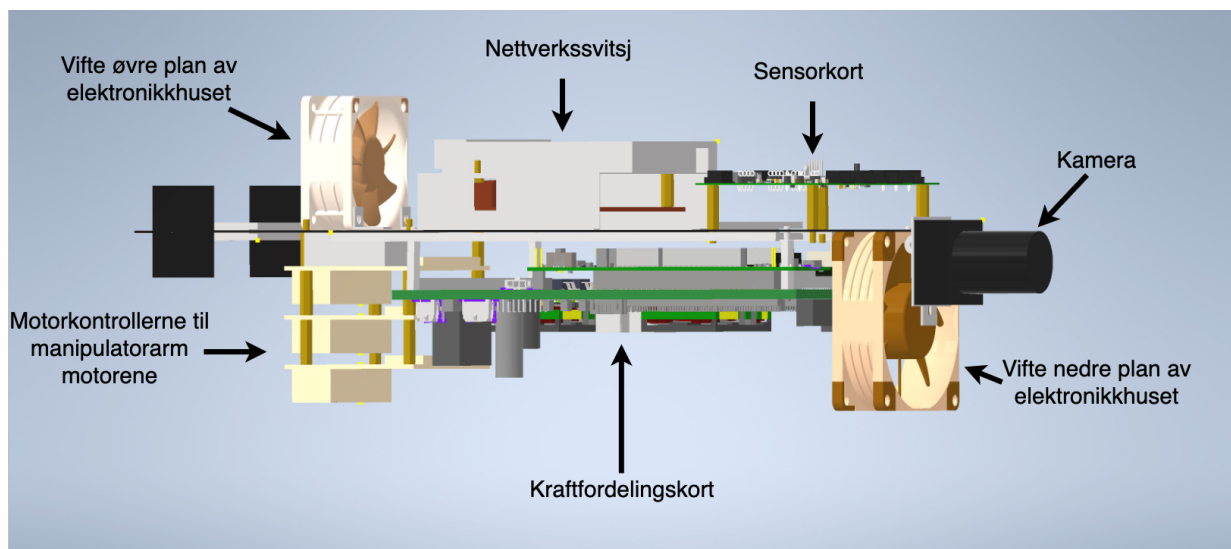 Vifte øvre plan av
elektronikkhuset
Nettverkssvitsj
Sensorkort
Kamera
Motorkontrollerne til
manipulatorarm
motorene
Vifte nedre plan av
elektronikkhuset
Kraftfordelingskort